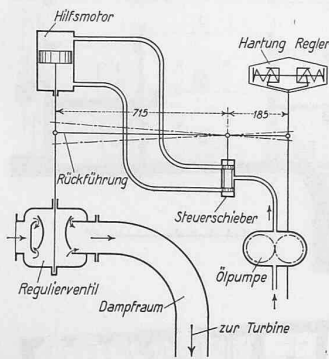 Hilfsmotor
Hartung Regler
715
185
Rückführung
Steuerschieber
Regulierventil
Ölpumpe
Dampfraum
zur Turbine